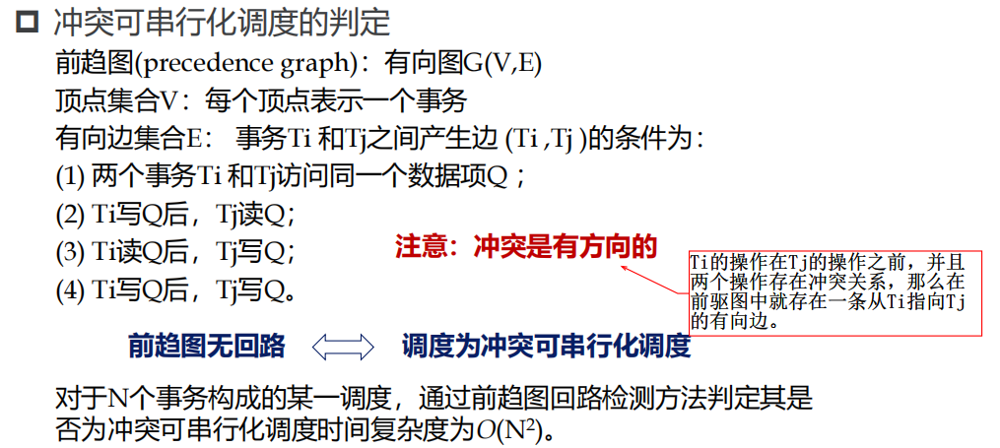 冲突可串行化调度的判定
前趋图(precedence graph)：有向图G(V,E)
顶点集合V：每个顶点表示一个事务
有向边集合E： 事务Ti 和Tj之间产生边 (Ti ,Tj )的条件为：
(1) 两个事务Ti 和Tj访问同一个数据项Q ；
(2) Ti写Q后，Tj读Q；
(3) Ti读Q后，Tj写Q；
(4) Ti写Q后，Tj写Q。
注意：冲突是有方向的
Ti的操作在Tj的操作之前，并且
两个操作存在冲突关系，那么在
前驱图中就存在一条从Ti指向Tj
的有向边。
前趋图无回路 调度为冲突可串行化调度
对于N个事务构成的某一调度，通过前趋图回路检测方法判定其是
否为冲突可串行化调度时间复杂度为O(N²)。